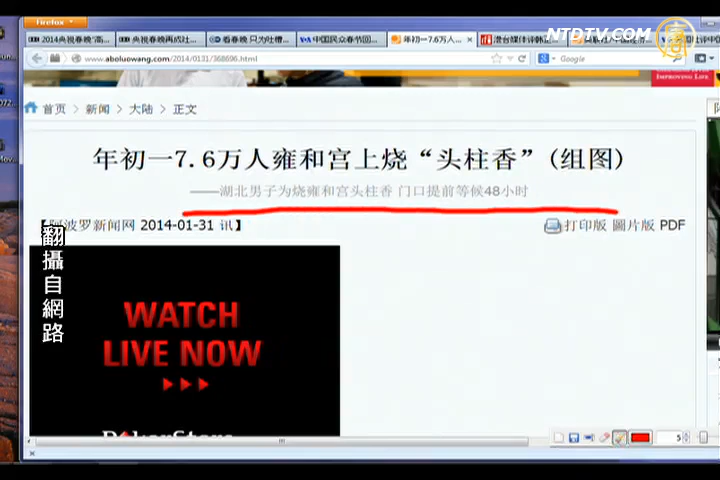 Firefox
NTDTV.COM
2014央视春晚"高...
央视春晚再成吐...
看春晚 只为吐槽...
VOA 中国民众春节回...
年初一7.6万人... ×
www.aboluowang.com/2014/0131/368696.html
Google
IMPROVING LIFE
首页 > 新闻 > 大陆 > 正文
年初一7.6万人雍和宫上烧“头柱香”(组图)
——湖北男子为烧雍和宫头柱香 门口提前等候48小时
【阿波罗新闻网 2014-01-31 讯】
打印版 圖片版 PDF
翻攝自網路
WATCH
LIVE NOW
PokerStars
5